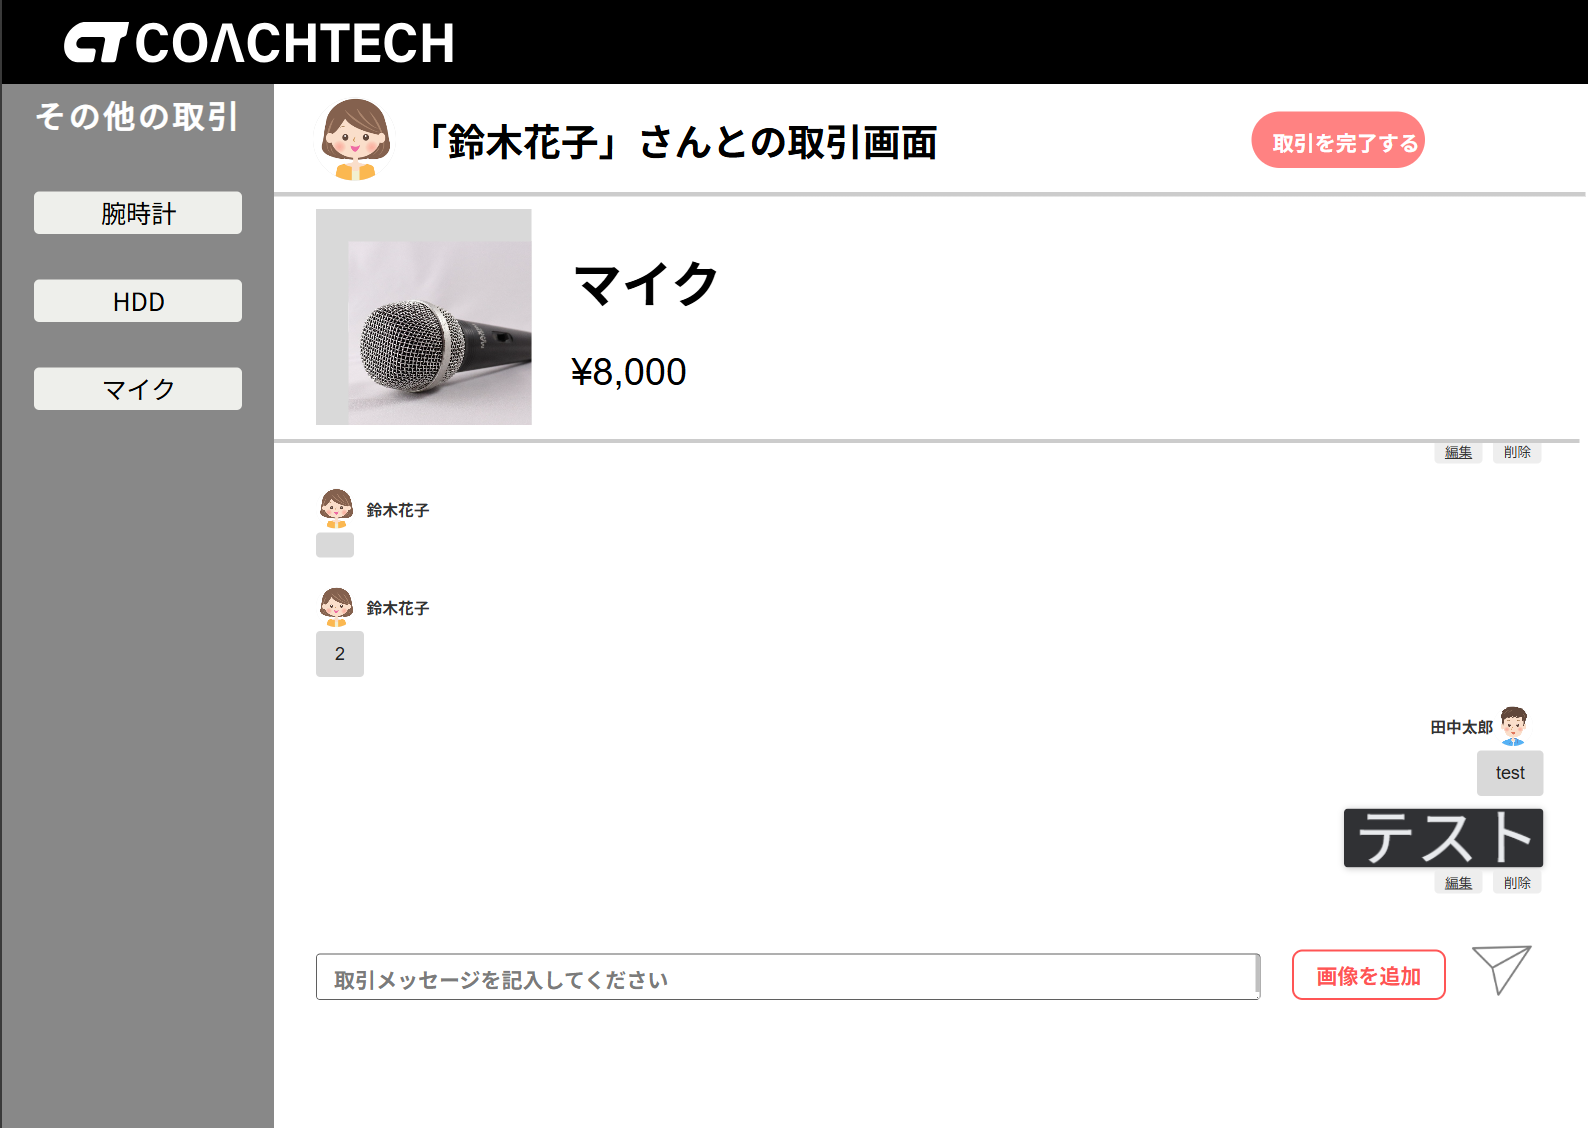 COACHTECH
その他の取引
腕時計
HDD
マイク
「鈴木花子」さんとの取引画面
取引を完了する
マイク
¥8,000
編集 削除
鈴木花子
鈴木花子
2
田中太郎
test
テスト
編集 削除
取引メッセージを記入してください
画像を追加